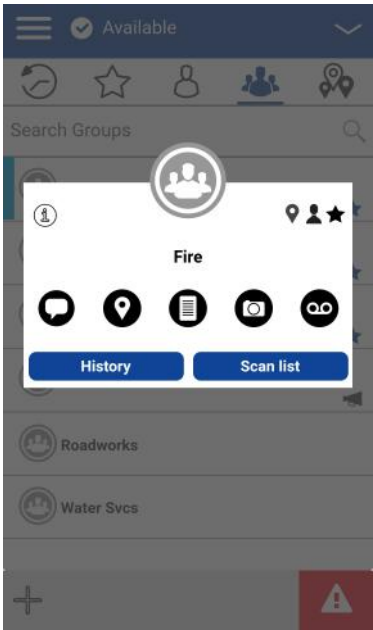 Available
Search Groups
Fire
History Scan list
Roadworks
Water Svcs